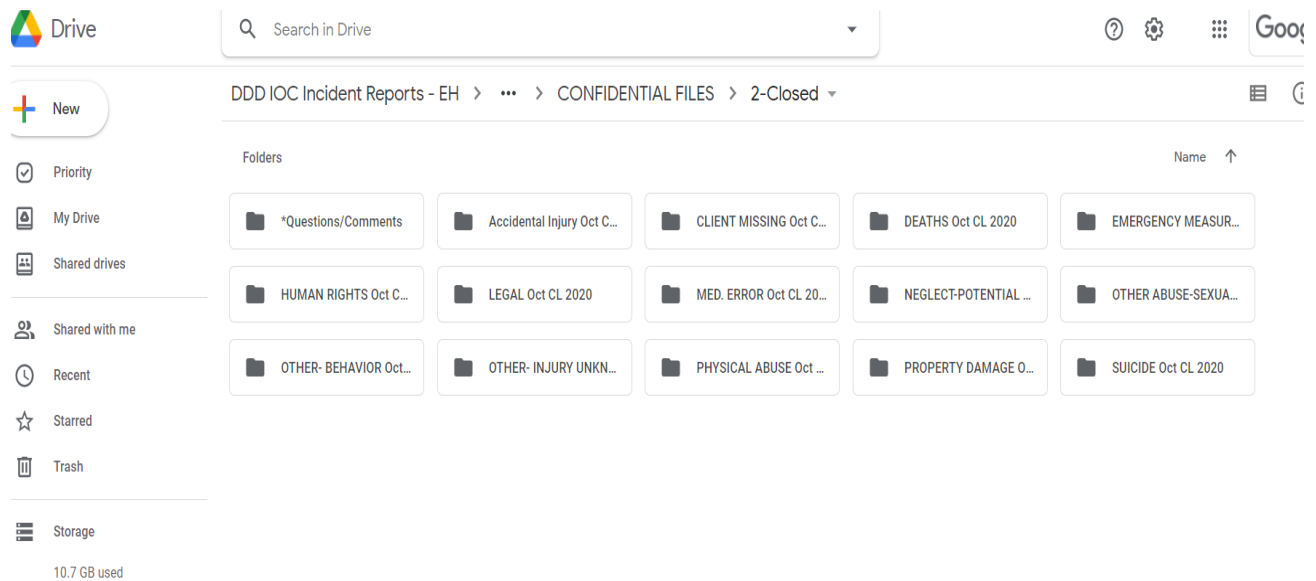 Drive
Search in Drive
Goog
New
DDD IOC Incident Reports - EH > ••• > CONFIDENTIAL FILES > 2-Closed
Priority
My Drive
Shared drives
Shared with me
Recent
Starred
Trash
Storage
10.7 GB used
Folders
Name
*Questions/Comments
Accidental Injury Oct C...
CLIENT MISSING Oct C...
DEATHS Oct CL 2020
EMERGENCY MEASUR...
HUMAN RIGHTS Oct C...
LEGAL Oct CL 2020
MED. ERROR Oct CL 20...
NEGLECT-POTENTIAL ...
OTHER ABUSE-SEXUA...
OTHER- BEHAVIOR Oct...
OTHER- INJURY UNKN...
PHYSICAL ABUSE Oct ...
PROPERTY DAMAGE O...
SUICIDE Oct CL 2020